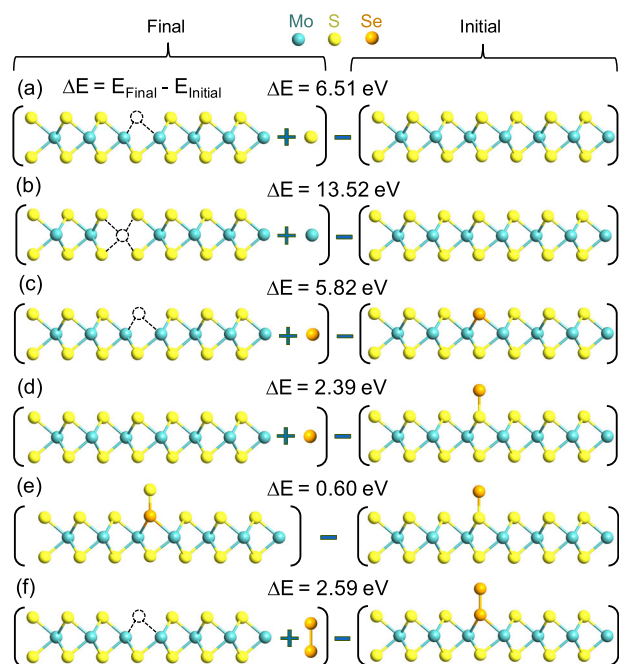 Mo S Se
Final
Initial
(a) ΔE = E_Final - E_Initial ΔE = 6.51 eV
+ −
(b) ΔE = 13.52 eV
+ −
(c) ΔE = 5.82 eV
+ −
(d) ΔE = 2.39 eV
+ −
(e) ΔE = 0.60 eV
−
(f) ΔE = 2.59 eV
+ −